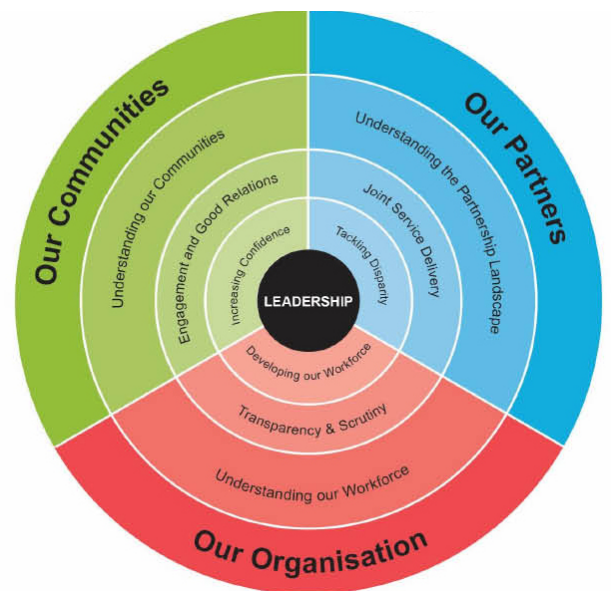 Our Communities
Understanding our Communities
Engagement and Good Relations
Increasing Confidence
Our Partners
Understanding the Partnership Landscape
Joint Service Delivery
Tackling Disparity
LEADERSHIP
Developing our Workforce
Transparency & Scrutiny
Understanding our Workforce
Our Organisation